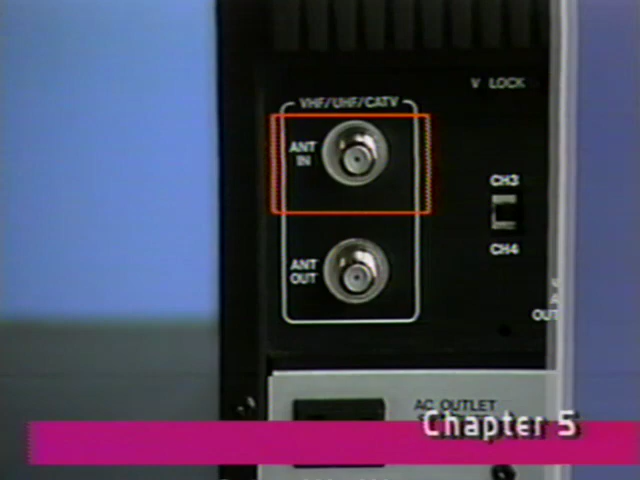 VHF/UHF/CATV
V LOCK
ANT
IN
CH3
CH4
ANT
OUT
OUT
AC OUTLET
Chapter 5